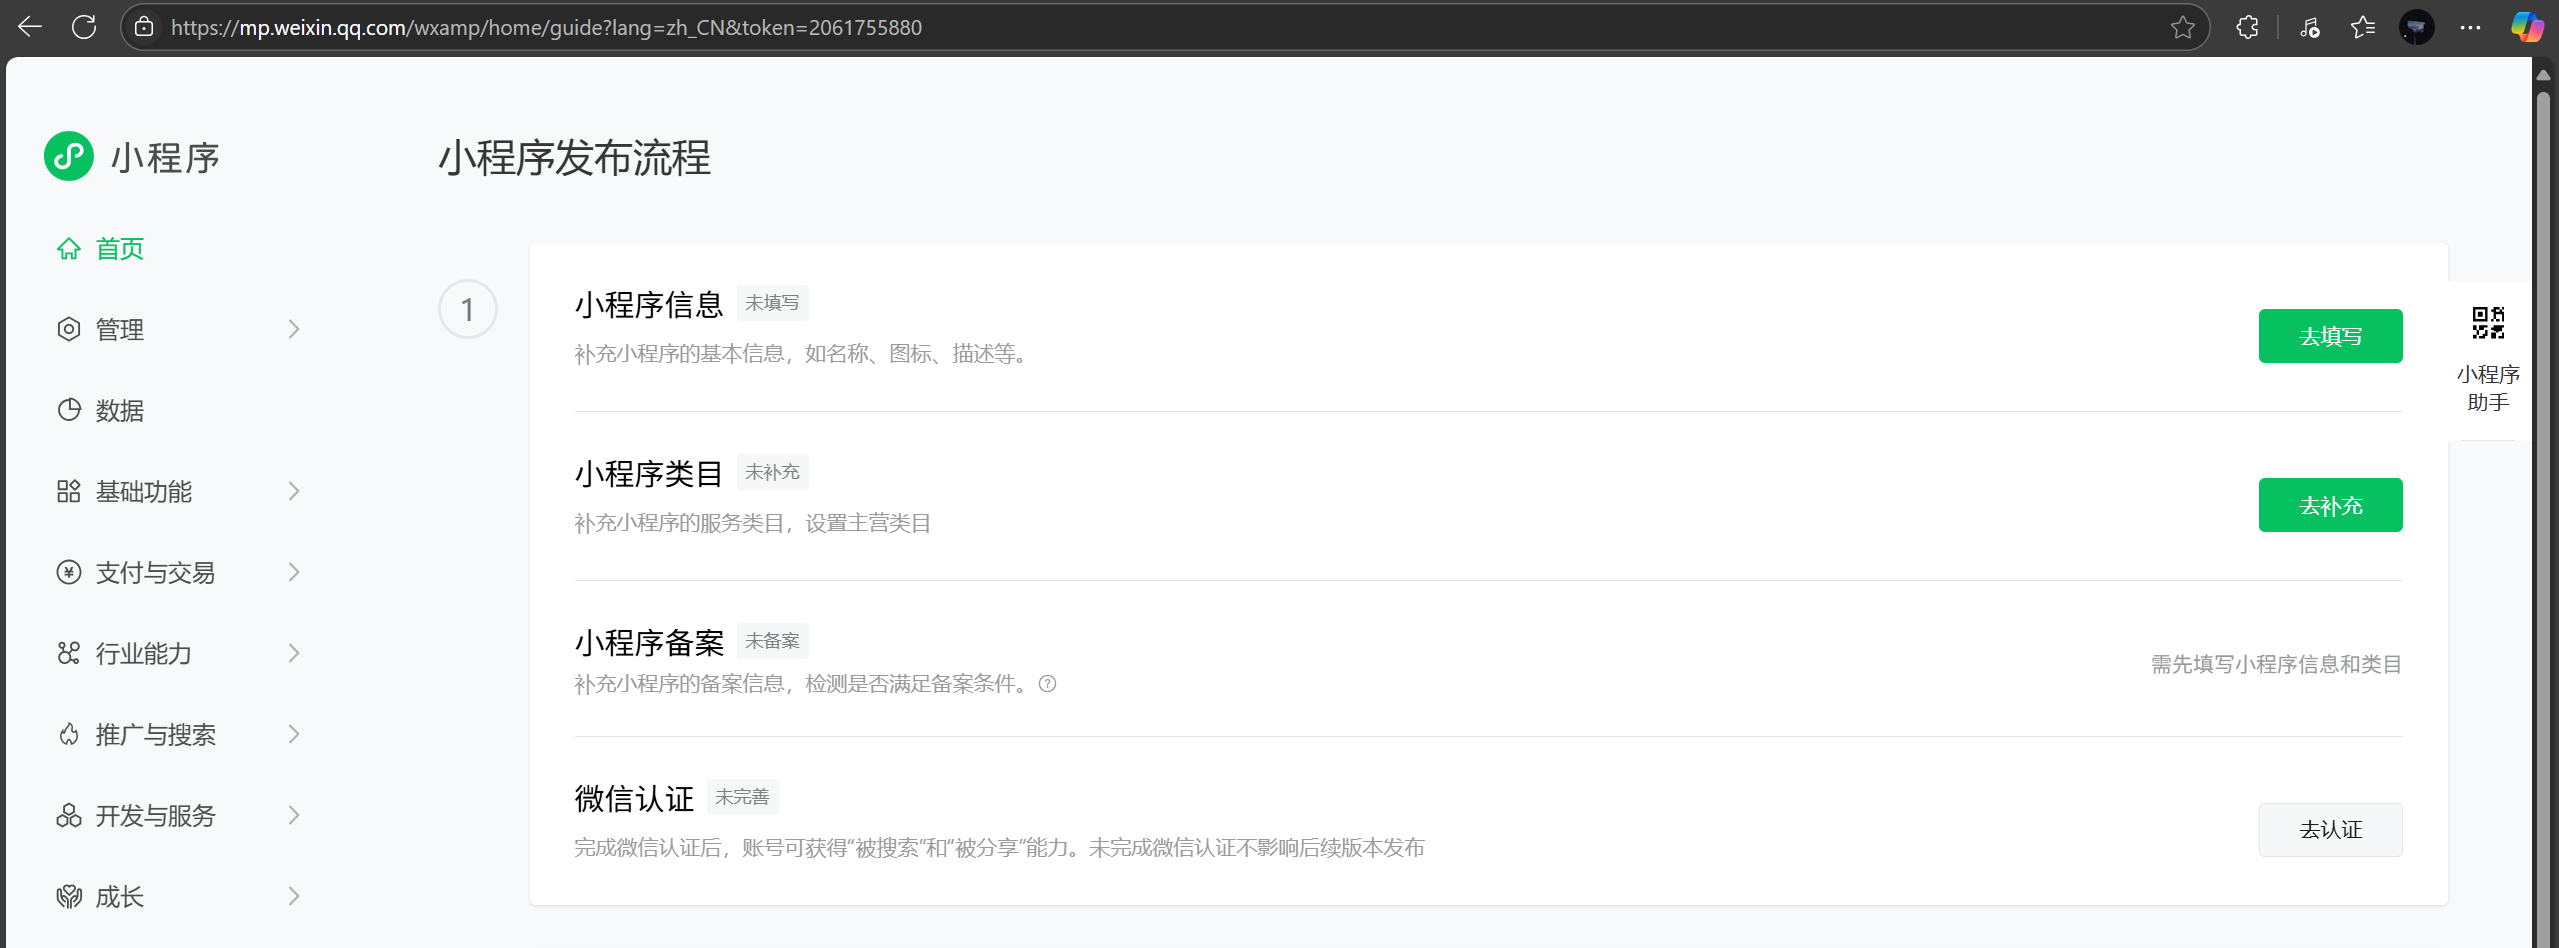 https://mp.weixin.qq.com/wxamp/home/guide?lang=zh_CN&token=2061755880
小程序
首页
管理
数据
基础功能
支付与交易
行业能力
推广与搜索
开发与服务
成长
小程序发布流程
1
小程序信息 未填写
补充小程序的基本信息，如名称、图标、描述等。
去填写
小程序类目 未补充
补充小程序的服务类目，设置主营类目
去补充
小程序备案 未备案
补充小程序的备案信息，检测是否满足备案条件。
需先填写小程序信息和类目
微信认证 未完善
完成微信认证后，账号可获得“被搜索”和“被分享”能力。未完成微信认证不影响后续版本发布
去认证
小程序
助手